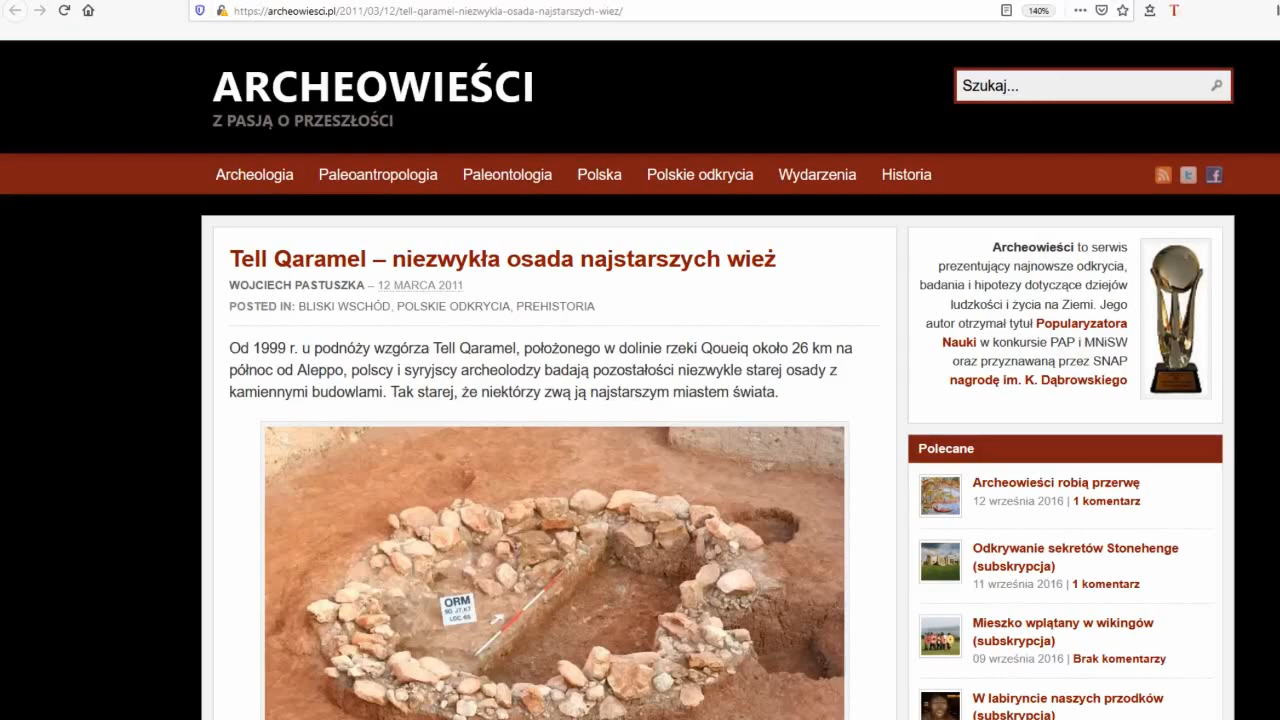 https://archeowiesci.pl/2011/03/12/tell-qaramel-niezwykla-osada-najstarszych-wiez/
140%
ARCHEOWIEŚCI
Z PASJĄ O PRZESZŁOŚCI
Szukaj...
Archeologia Paleoantropologia Paleontologia Polska Polskie odkrycia Wydarzenia Historia
Tell Qaramel – niezwykła osada najstarszych wież
WOJCIECH PASTUSZKA – 12 MARCA 2011
POSTED IN: BLISKI WSCHÓD, POLSKIE ODKRYCIA, PREHISTORIA
Od 1999 r. u podnóży wzgórza Tell Qaramel, położonego w dolinie rzeki Qoueiq około 26 km na
północ od Aleppo, polscy i syryjscy archeolodzy badają pozostałości niezwykle starej osady z
kamiennymi budowlami. Tak starej, że niektórzy zwą ją najstarszym miastem świata.
ORM
Archeowieści to serwis
prezentujący najnowsze odkrycia,
badania i hipotezy dotyczące dziejów
ludzkości i życia na Ziemi. Jego
autor otrzymał tytuł Popularyzatora
Nauki w konkursie PAP i MNiSW
oraz przyznawaną przez SNAP
nagrodę im. K. Dąbrowskiego
Polecane
Archeowieści robią przerwę
12 września 2016 | 1 komentarz
Odkrywanie sekretów Stonehenge
(subskrypcja)
11 września 2016 | 1 komentarz
Mieszko wplątany w wikingów
(subskrypcja)
09 września 2016 | Brak komentarzy
W labiryncie naszych przodków
(subskrypcja)